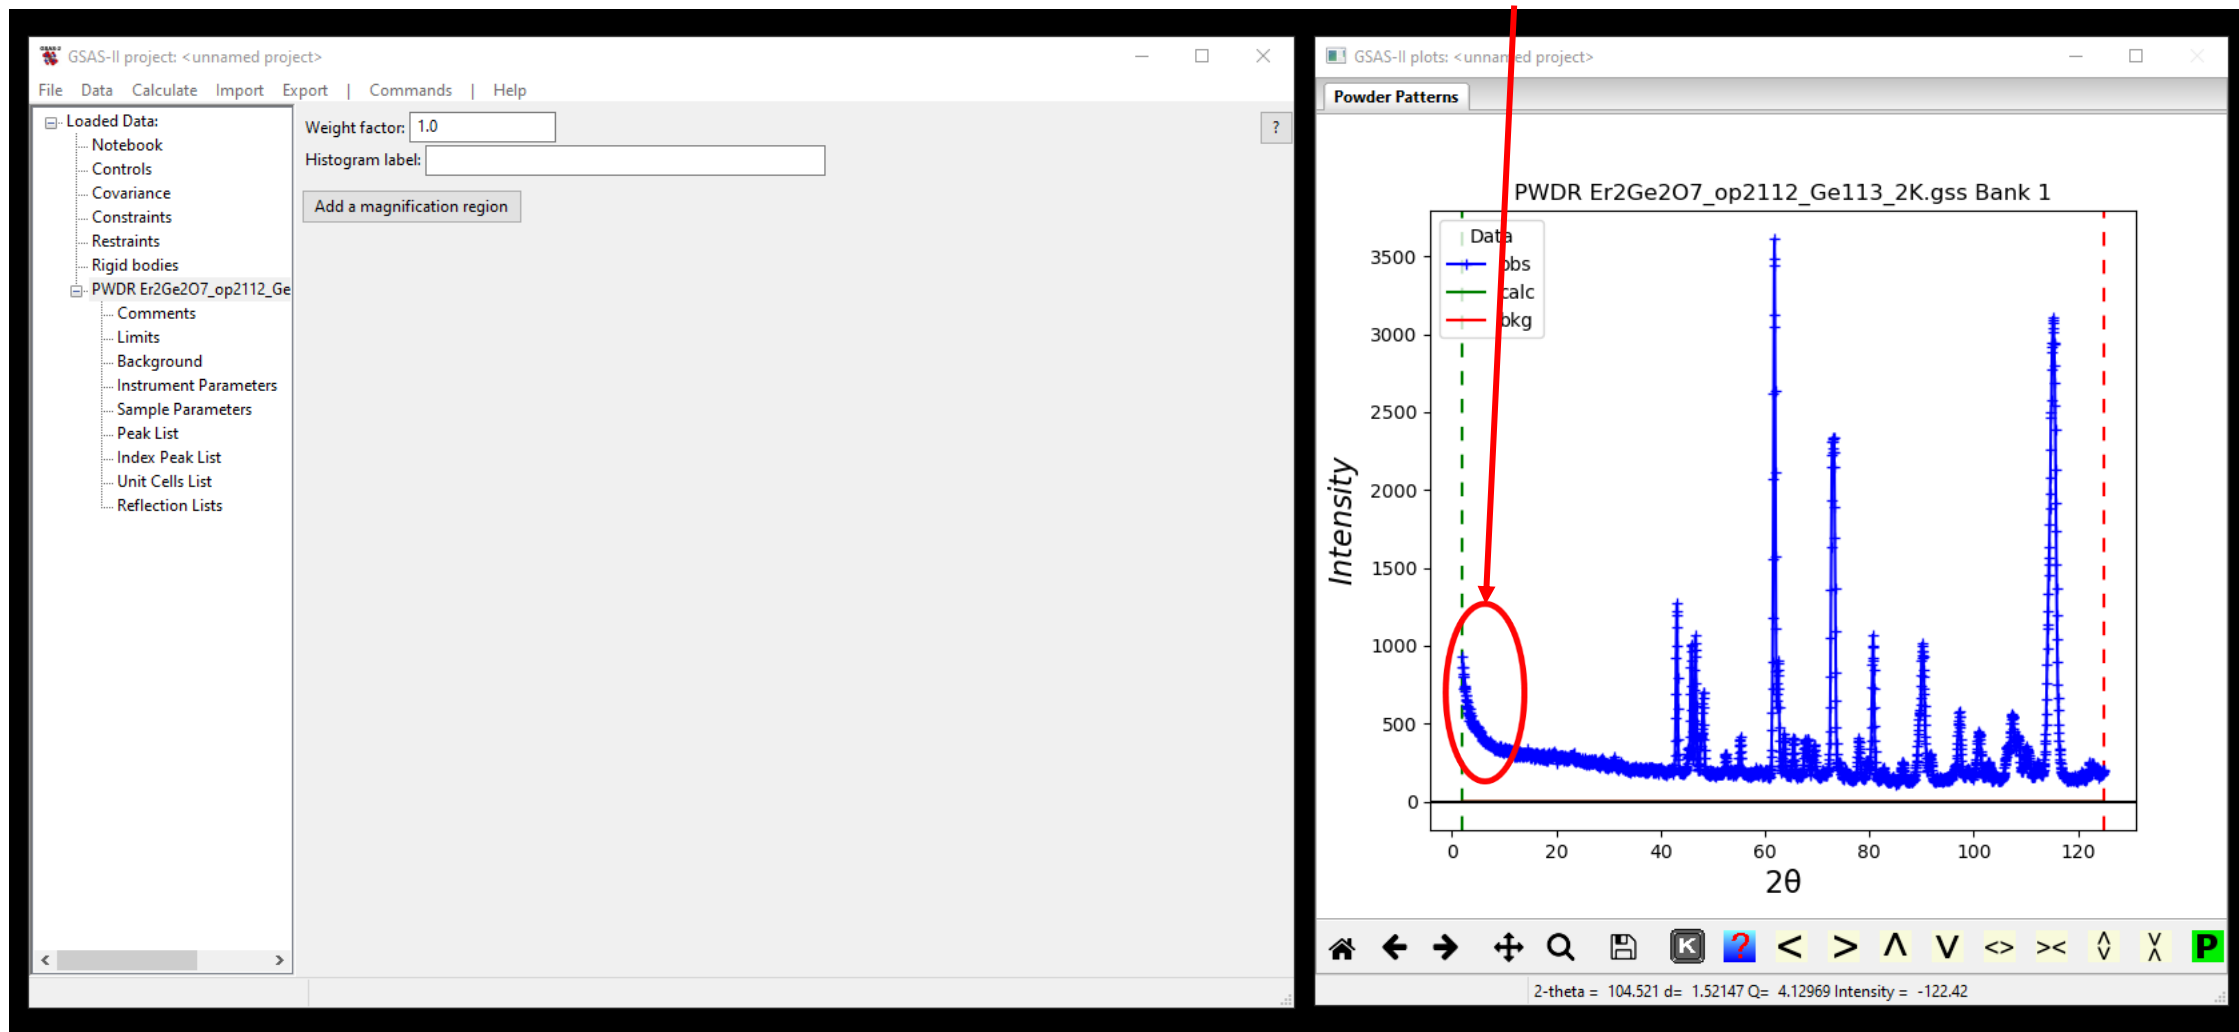 GSAS-II project: <unnamed project>
File Data Calculate Import Export | Commands | Help
Loaded Data:
Notebook
Controls
Covariance
Constraints
Restraints
Rigid bodies
PWDR Er2Ge2O7_op2112_Ge
Comments
Limits
Background
Instrument Parameters
Sample Parameters
Peak List
Index Peak List
Unit Cells List
Reflection Lists
Weight factor: 1.0
?
Histogram label:
Add a magnification region
GSAS-II plots: <unnamed project>
Powder Patterns
PWDR Er2Ge2O7_op2112_Ge113_2K.gss Bank 1
Data
obs
calc
bkg
Intensity
3500
3000
2500
2000
1500
1000
500
0
0 20 40 60 80 100 120
2θ
K ? < > Λ V <> >< P
2-theta = 104.521 d= 1.52147 Q= 4.12969 Intensity = -122.42